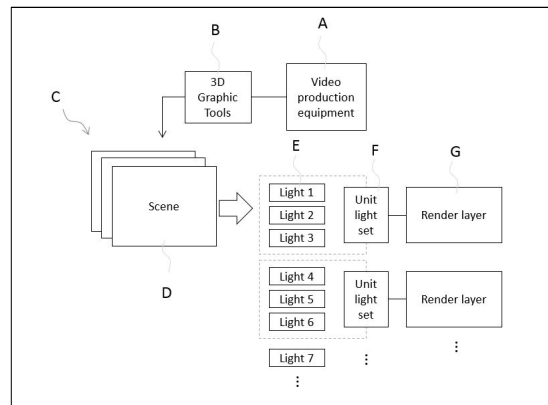 B
A
3D
Graphic
Tools
Video
production
equipment
C
E
F
G
Scene
Light 1
Light 2
Light 3
Unit
light
set
Render layer
D
Light 4
Light 5
Light 6
Unit
light
set
Render layer
Light 7